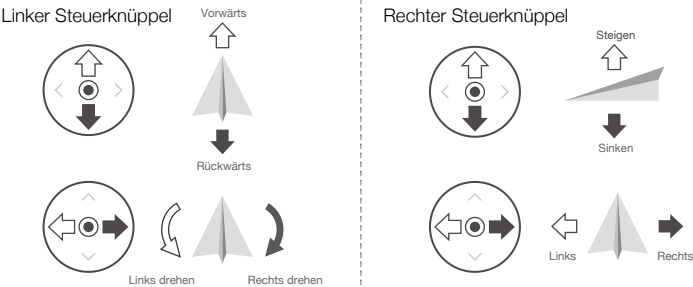 Linker Steuerknüppel
Vorwärts
Rückwärts
Links drehen
Rechts drehen
Rechter Steuerknüppel
Steigen
Sinken
Links
Rechts